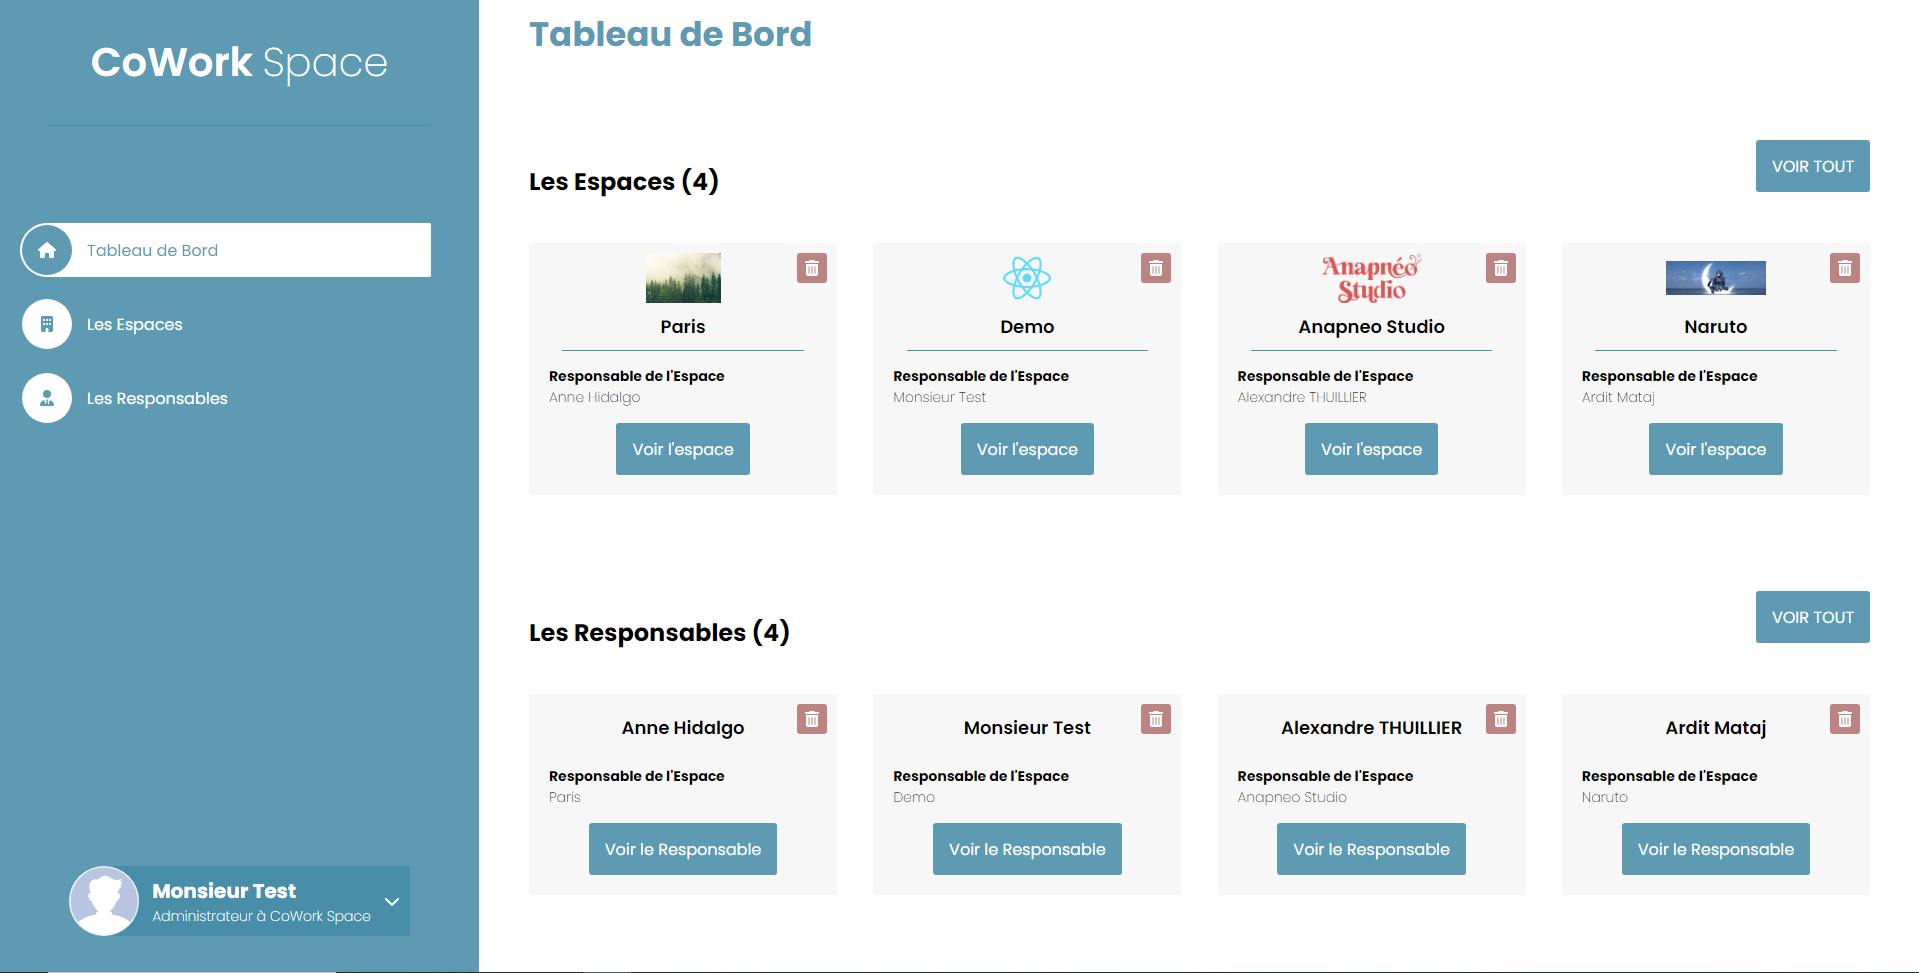 CoWork Space
Tableau de Bord
Les Espaces
Les Responsables
Monsieur Test
Administrateur à CoWork Space
Tableau de Bord
Les Espaces (4)
VOIR TOUT
Paris
Responsable de l'Espace
Anne Hidalgo
Voir l'espace
Demo
Responsable de l'Espace
Monsieur Test
Voir l'espace
Anapnéo
Studio
Anapneo Studio
Responsable de l'Espace
Alexandre THUILLIER
Voir l'espace
Naruto
Responsable de l'Espace
Ardit Mataj
Voir l'espace
Les Responsables (4)
VOIR TOUT
Anne Hidalgo
Responsable de l'Espace
Paris
Voir le Responsable
Monsieur Test
Responsable de l'Espace
Demo
Voir le Responsable
Alexandre THUILLIER
Responsable de l'Espace
Anapneo Studio
Voir le Responsable
Ardit Mataj
Responsable de l'Espace
Naruto
Voir le Responsable